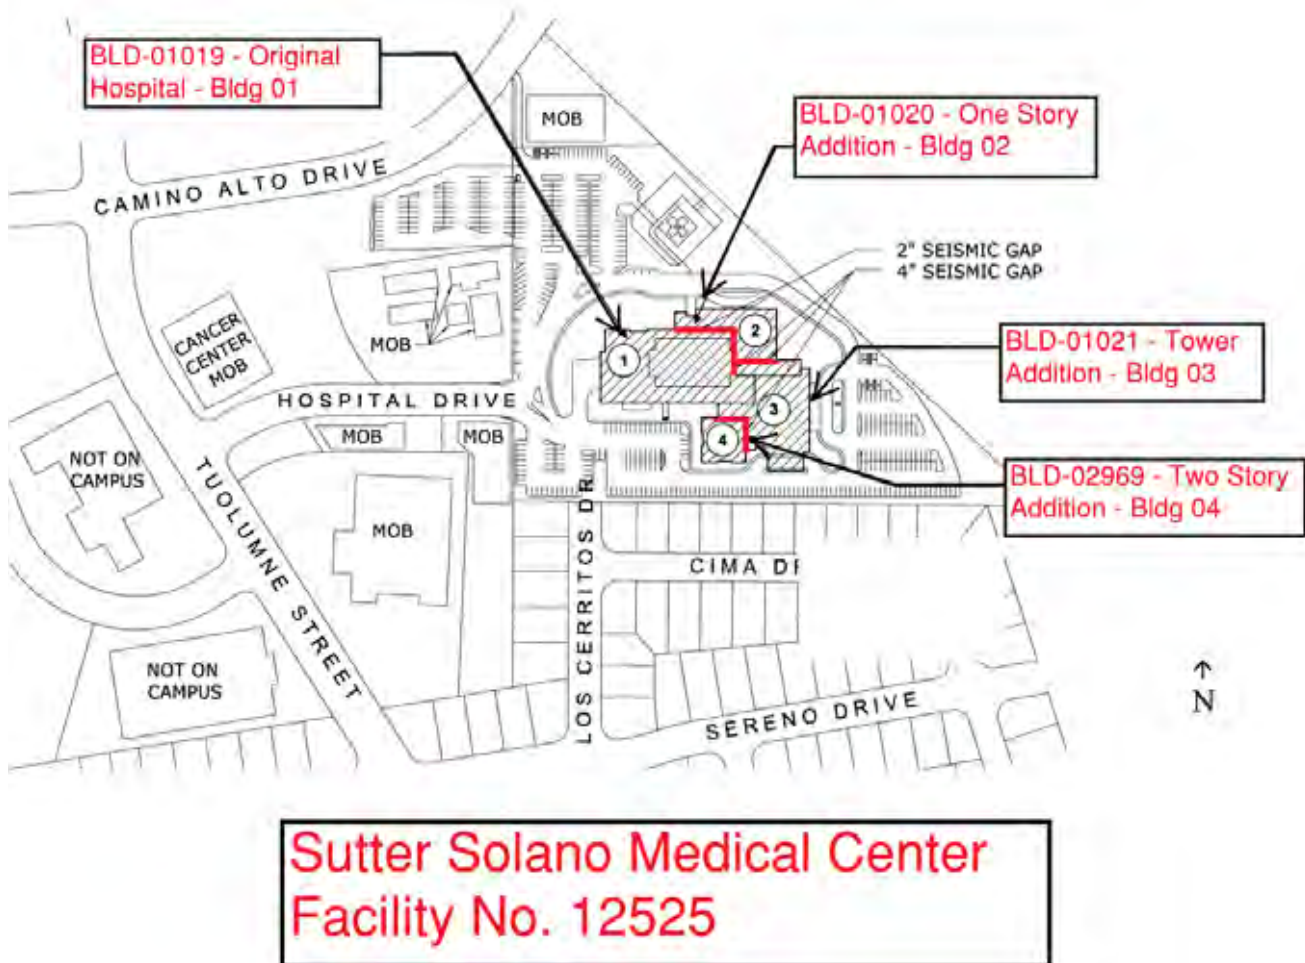 BLD-01019 - Original
Hospital - Bldg 01
MOB
BLD-01020 - One Story
Addition - Bldg 02
CAMINO ALTO DRIVE
2" SEISMIC GAP
4" SEISMIC GAP
CANCER
CENTER
MOB
MOB
1
2
BLD-01021 - Tower
Addition - Bldg 03
HOSPITAL DRIVE
3
MOB
MOB
4
NOT ON
CAMPUS
BLD-02969 - Two Story
Addition - Bldg 04
TUOLUMNE STREET
MOB
LOS CERRITOS DR.
CIMA
NOT ON
CAMPUS
SERENO DRIVE
N
Sutter Solano Medical Center
Facility No. 12525